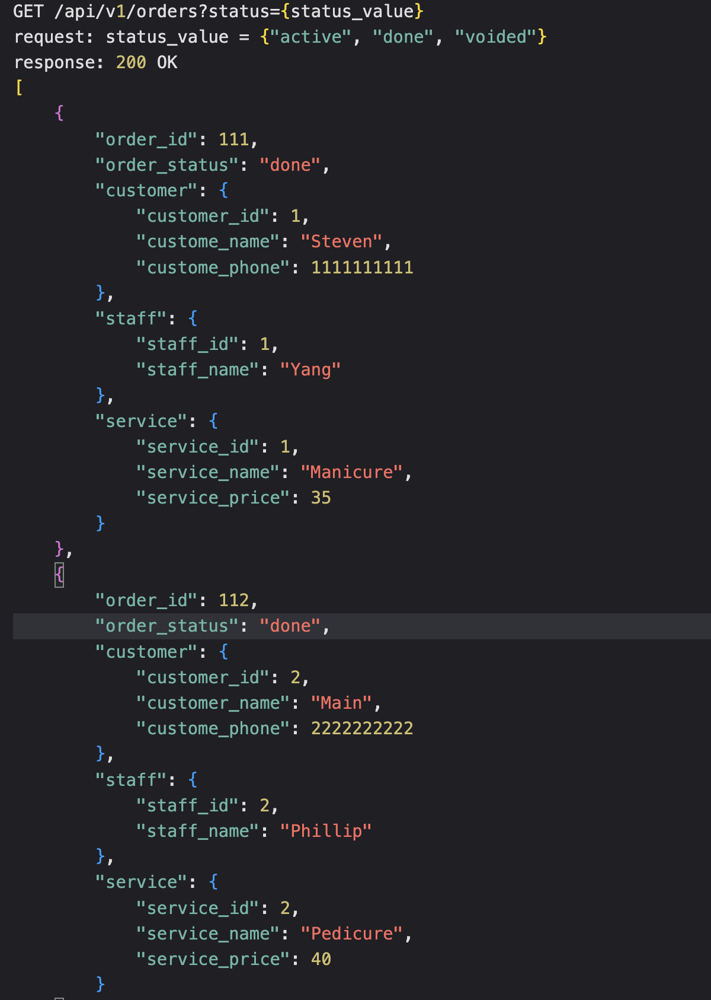 GET /api/v1/orders?status={status_value}
request: status_value = {"active", "done", "voided"}
response: 200 OK
[
    {
        "order_id": 111,
        "order_status": "done",
        "customer": {
            "customer_id": 1,
            "custome_name": "Steven",
            "custome_phone": 1111111111
        },
        "staff": {
            "staff_id": 1,
            "staff_name": "Yang"
        },
        "service": {
            "service_id": 1,
            "service_name": "Manicure",
            "service_price": 35
        }
    },
    {
        "order_id": 112,
        "order_status": "done",
        "customer": {
            "customer_id": 2,
            "customer_name": "Main",
            "custome_phone": 2222222222
        },
        "staff": {
            "staff_id": 2,
            "staff_name": "Phillip"
        },
        "service": {
            "service_id": 2,
            "service_name": "Pedicure",
            "service_price": 40
        }